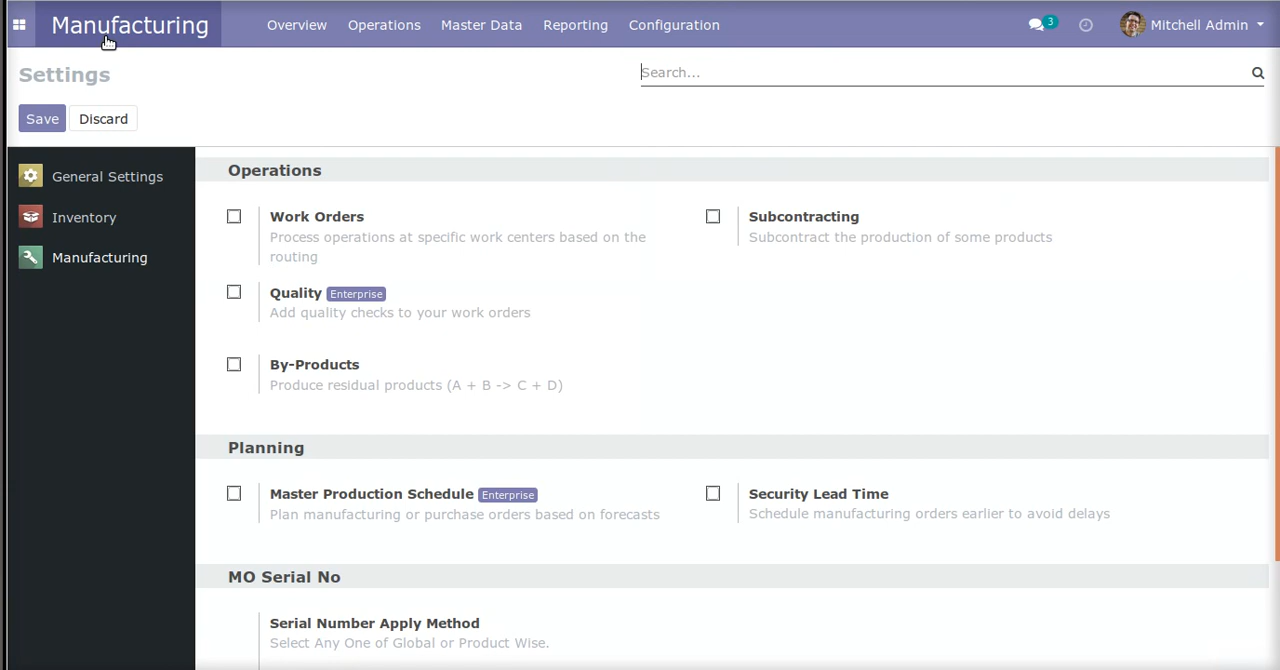 Manufacturing Overview Operations Master Data Reporting Configuration 3 Mitchell Admin
Settings
Search...
Save Discard
General Settings
Inventory
Manufacturing
Operations
Work Orders
Process operations at specific work centers based on the
routing
Subcontracting
Subcontract the production of some products
Quality Enterprise
Add quality checks to your work orders
By-Products
Produce residual products (A + B -> C + D)
Planning
Master Production Schedule Enterprise
Plan manufacturing or purchase orders based on forecasts
Security Lead Time
Schedule manufacturing orders earlier to avoid delays
MO Serial No
Serial Number Apply Method
Select Any One of Global or Product Wise.